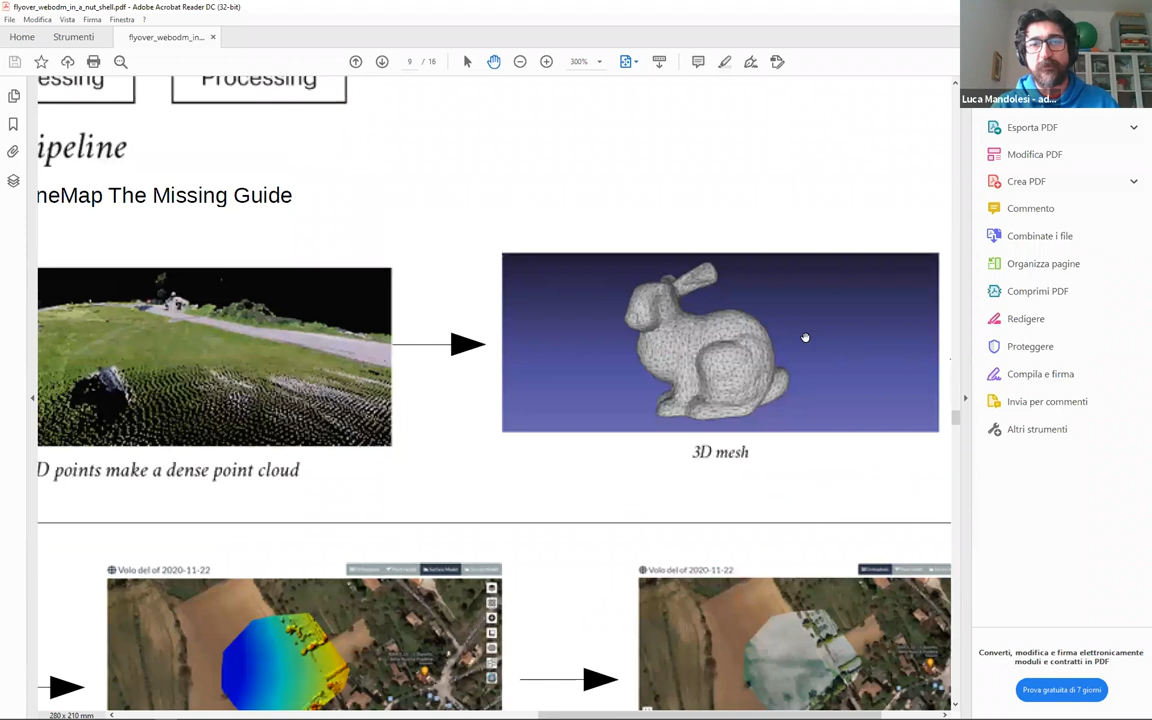 flyover_webodm_in_a_nut_shell.pdf - Adobe Acrobat Reader DC (32-bit)
File Modifica Vista Firma Finestra ?
Home Strumenti flyover_webodm_in... ×
9 / 16 300%
Luca Mandolesi - ad...
essing Processing
ipeline
neMap The Missing Guide
D points make a dense point cloud
3D mesh
Volo del of 2020-11-22
Volo del of 2020-11-22
Esporta PDF
Modifica PDF
Crea PDF
Commento
Combinate i file
Organizza pagine
Comprimi PDF
Redigere
Proteggere
Compila e firma
Invia per commenti
Altri strumenti
Converti, modifica e firma elettronicamente
moduli e contratti in PDF
Prova gratuita di 7 giorni
280 x 210 mm